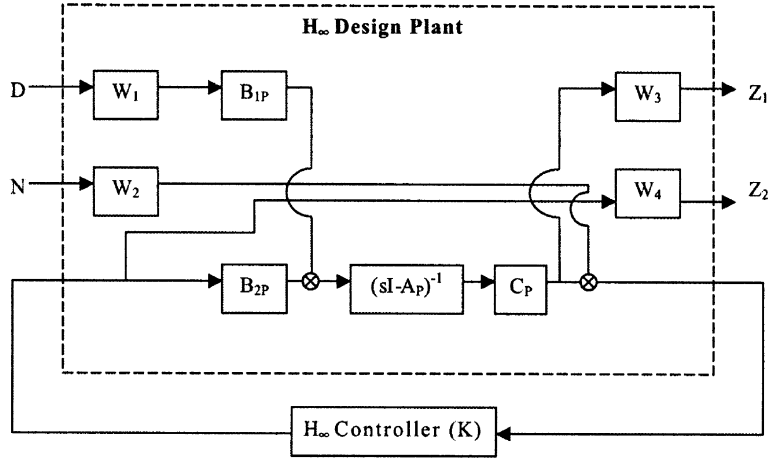 H∞ Design Plant
D
W₁
B₁P
W₃
Z₁
N
W₂
W₄
Z₂
B₂P
(sI-AP)⁻¹
CP
H∞ Controller (K)